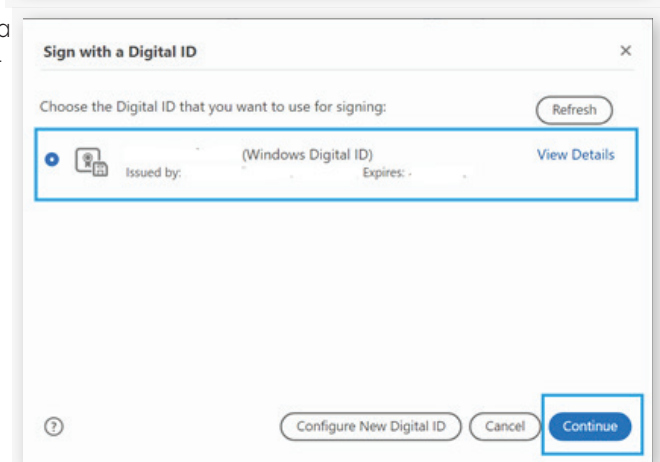 a
Sign with a Digital ID
Choose the Digital ID that you want to use for signing:
Refresh
(Windows Digital ID)
View Details
Issued by:
Expires:
Configure New Digital ID
Cancel
Continue